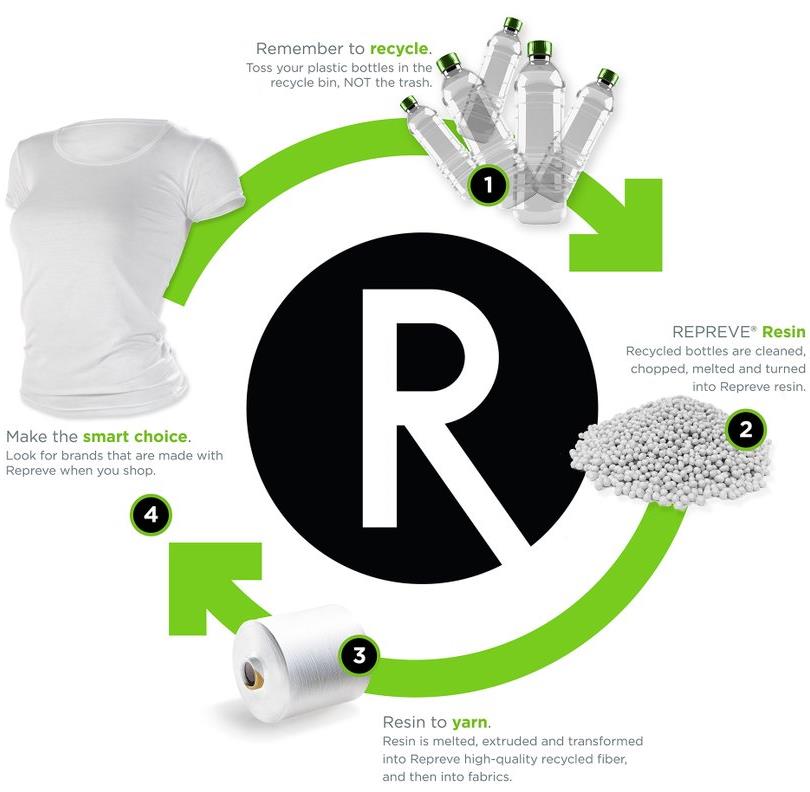 Remember to recycle.
Toss your plastic bottles in the
recycle bin, NOT the trash.
1
REPREVE® Resin
Recycled bottles are cleaned,
chopped, melted and turned
into Repreve resin.
2
R
Make the smart choice.
Look for brands that are made with
Repreve when you shop.
4
3
Resin to yarn.
Resin is melted, extruded and transformed
into Repreve high-quality recycled fiber,
and then into fabrics.